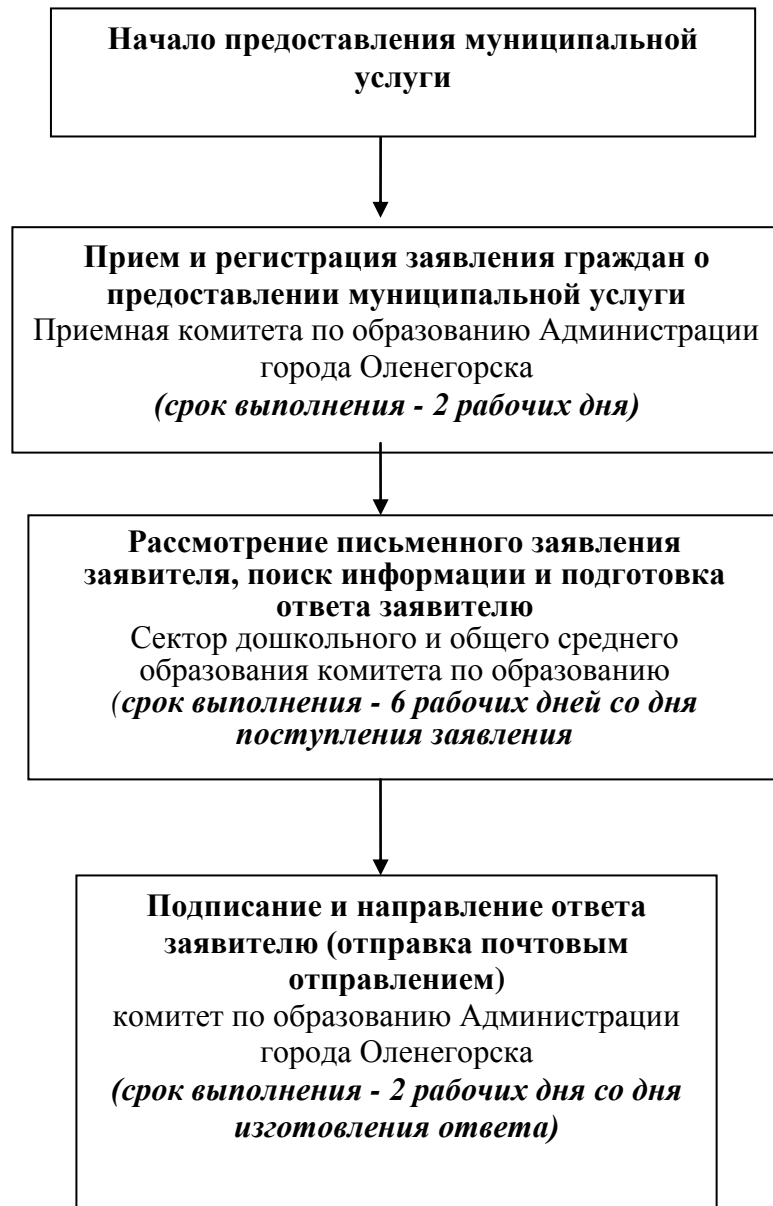 Начало предоставления муниципальной
услуги
Прием и регистрация заявления граждан о
предоставлении муниципальной услуги
Приемная комитета по образованию Администрации
города Оленегорска
(срок выполнения - 2 рабочих дня)
Рассмотрение письменного заявления
заявителя, поиск информации и подготовка
ответа заявителю
Сектор дошкольного и общего среднего
образования комитета по образованию
(срок выполнения - 6 рабочих дней со дня
поступления заявления
Подписание и направление ответа
заявителю (отправка почтовым
отправлением)
комитет по образованию Администрации
города Оленегорска
(срок выполнения - 2 рабочих дня со дня
изготовления ответа)